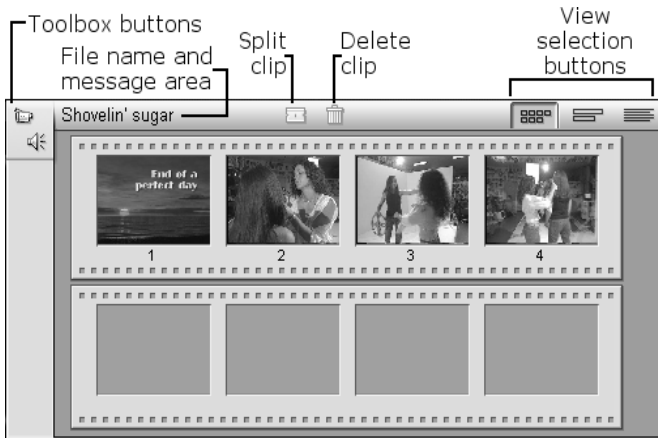 Toolbox buttons
File name and
message area
Split
clip
Delete
clip
View
selection
buttons
Shovelin' sugar
End of a
perfect day
1 2 3 4